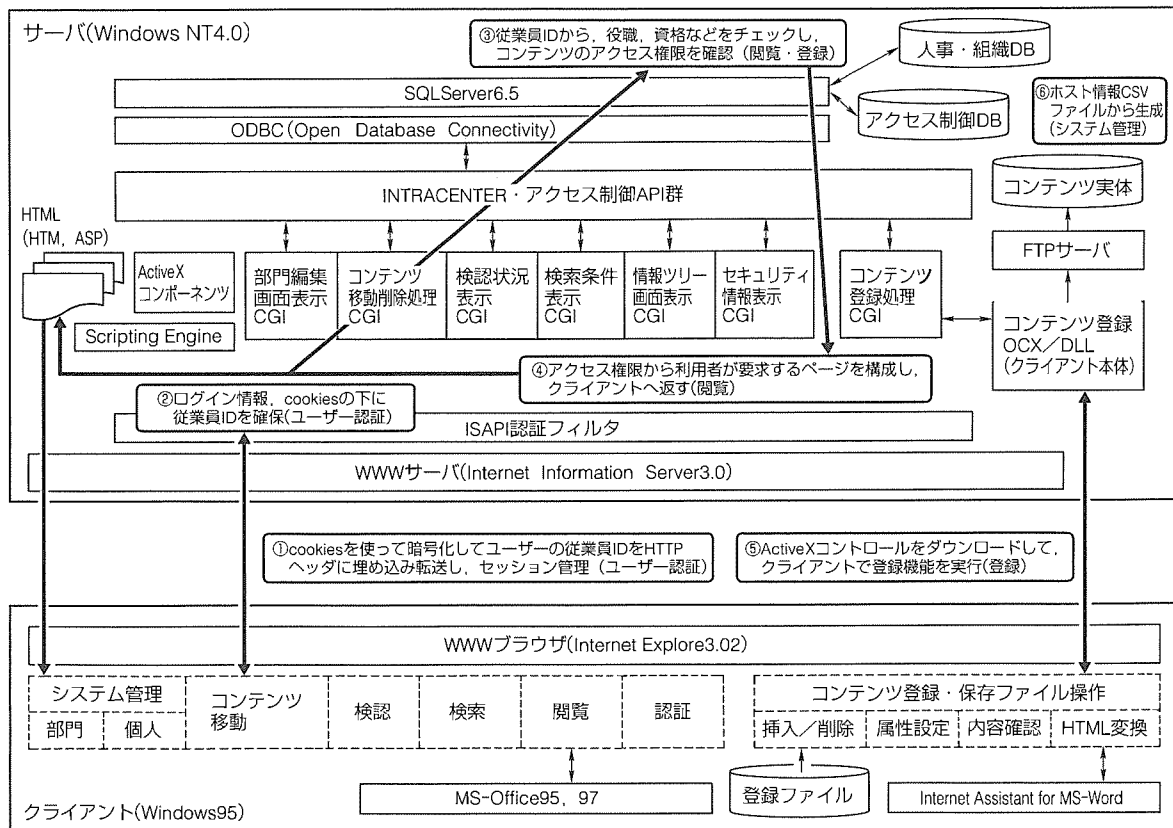 サーバ(Windows NT4.0)
③従業員IDから，役職，資格などをチェックし，
コンテンツのアクセス権限を確認（閲覧・登録）
人事・組織DB
SQLServer6.5
⑥ホスト情報CSV
ファイルから生成
(システム管理)
アクセス制御DB
ODBC(Open Database Connectivity)
INTRACENTER・アクセス制御API群
コンテンツ実体
HTML
(HTM, ASP)
FTPサーバ
ActiveX
コンポーネンツ
部門編集
画面表示
CGI
コンテンツ
移動削除処理
CGI
検認状況
表示
CGI
検索条件
表示
CGI
情報ツリー
画面表示
CGI
セキュリティ
情報表示
CGI
コンテンツ
登録処理
CGI
コンテンツ登録
OCX／DLL
(クライアント本体)
Scripting Engine
④アクセス権限から利用者が要求するページを構成し，
クライアントへ返す(閲覧)
②ログイン情報，cookiesの下に
従業員IDを確保(ユーザー認証)
ISAPI認証フィルタ
WWWサーバ(Internet Information Server3.0)
①cookiesを使って暗号化してユーザーの従業員IDをHTTP
ヘッダに埋め込み転送し，セッション管理（ユーザー認証)
⑤ActiveXコントロールをダウンロードして，
クライアントで登録機能を実行(登録)
WWWブラウザ(Internet Explore3.02)
システム管理
部門
個人
コンテンツ
移動
検認
検索
閲覧
認証
コンテンツ登録・保存ファイル操作
挿入／削除
属性設定
内容確認
HTML変換
MS-Office95，97
登録ファイル
Internet Assistant for MS-Word
クライアント(Windows95)